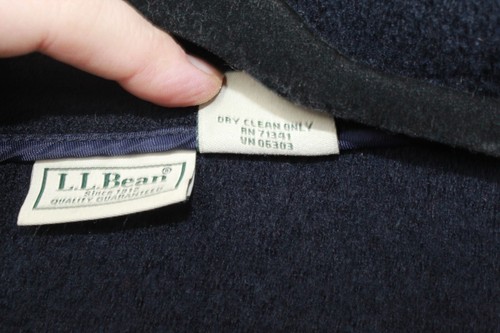 DRY CLEAN ONLY
RN 71341
VN 06303
L.L.Bean
Since 1912
QUALITY GUARANTEED